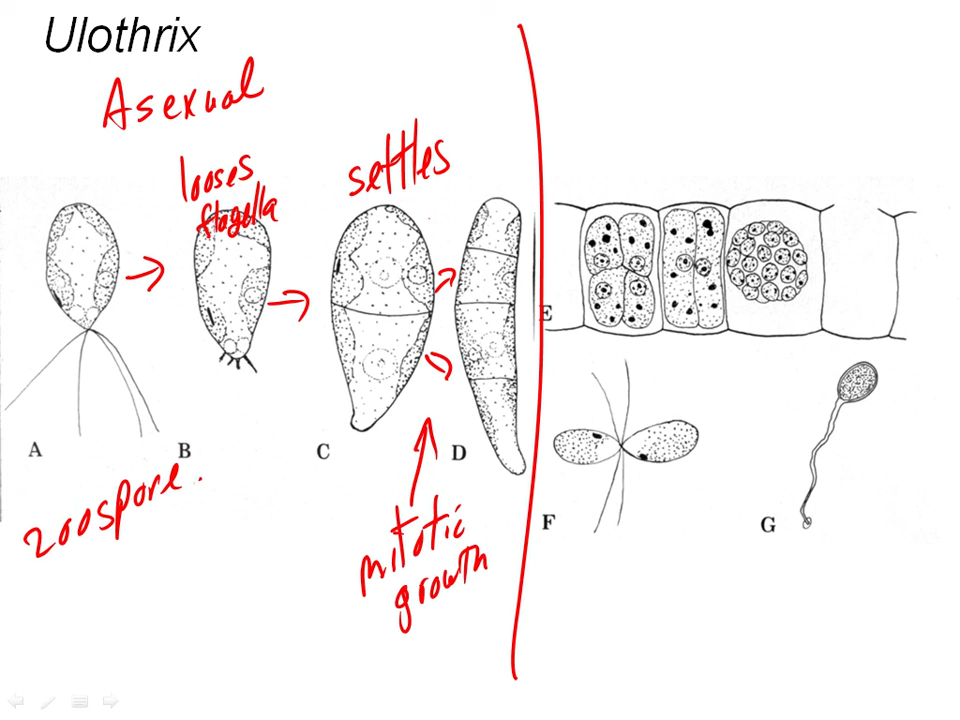 Ulothrix
Asexual
looses
flagella
settles
E
A
B
C
D
zoospore.
mitotic
growth
F
G